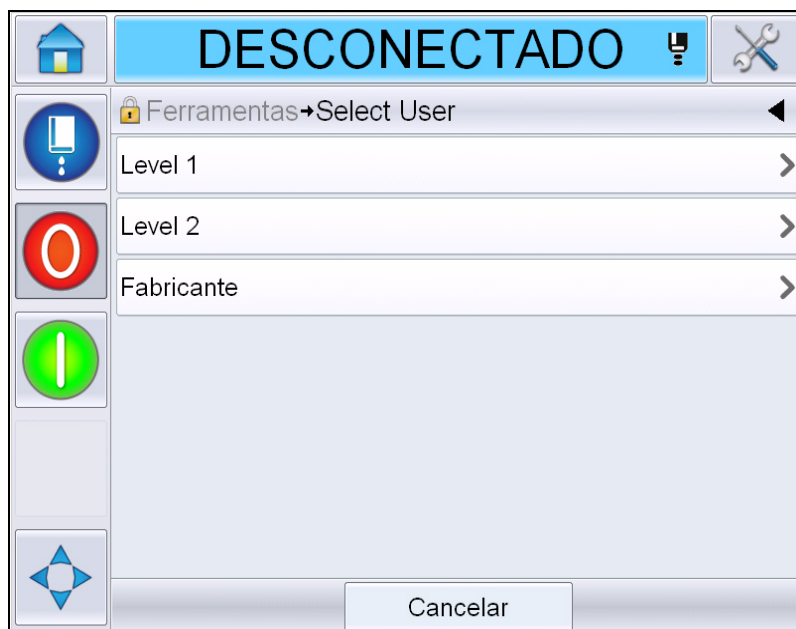 DESCONECTADO
Ferramentas→Select User
Level 1
Level 2
Fabricante
Cancelar